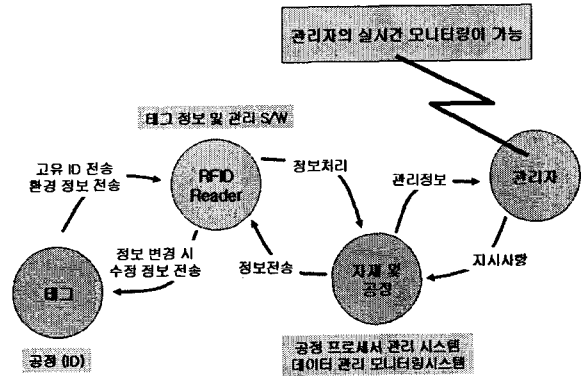 관리자의 실시간 모니터링이 가능
태그 정보 및 관리 S/W
고유 ID 전송
환경 정보 전송
RFID
Reader
정보처리
관리정보
관리자
정보 변경 시
수정 정보 전송
정보전송
자재 및
공정
지시사항
태그
공정 (ID)
공정 프로세서 관리 시스템
데이터 관리 모니터링시스템